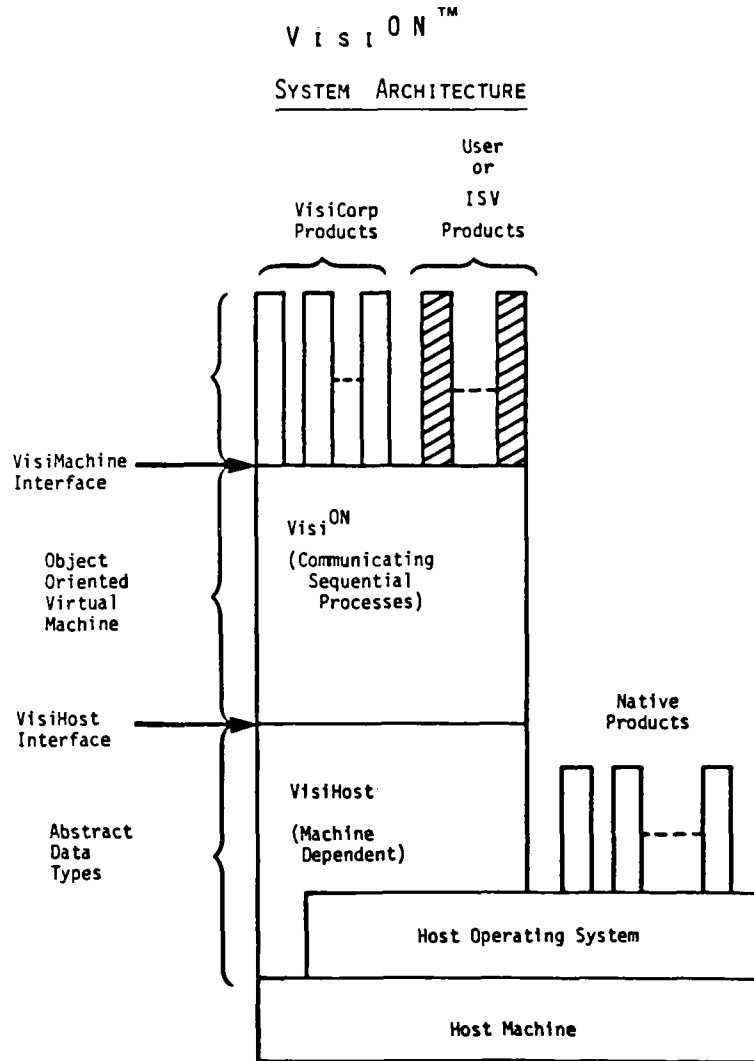 VisiON™
SYSTEM ARCHITECTURE
User
or
ISV
Products
VisiCorp
Products
VisiMachine
Interface
VisiON
(Communicating
Sequential
Processes)
Object
Oriented
Virtual
Machine
VisiHost
Interface
Native
Products
VisiHost
(Machine
Dependent)
Abstract
Data
Types
Host Operating System
Host Machine